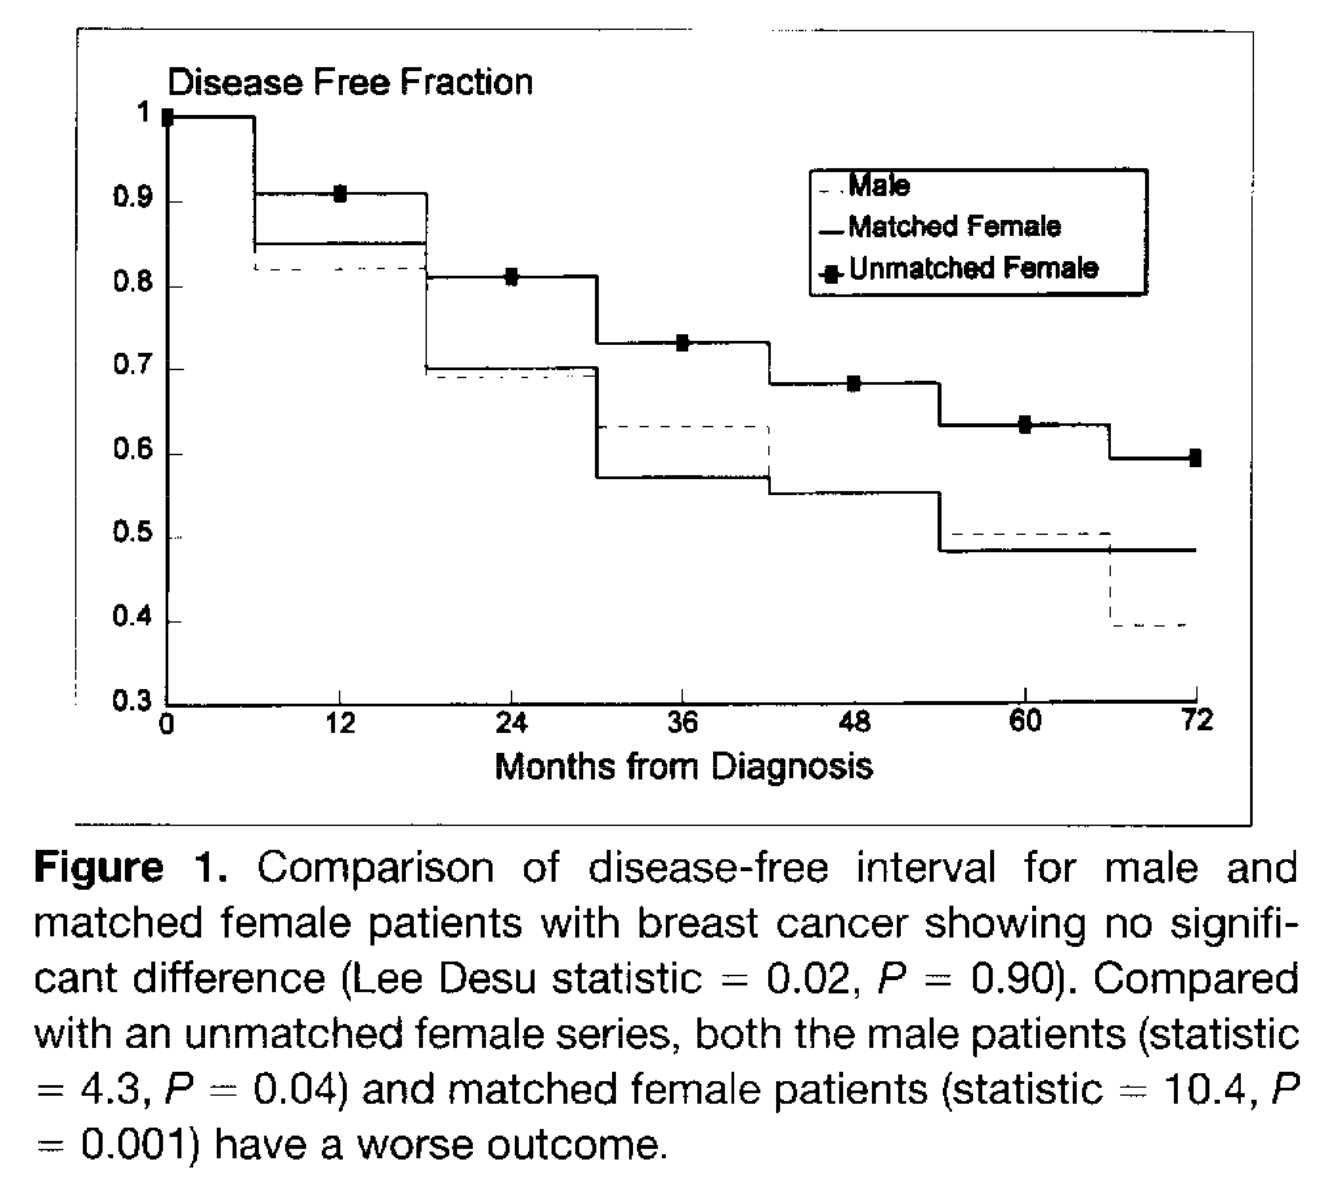 Disease Free Fraction
1
0.9
0.8
0.7
0.6
0.5
0.4
0.3
Male
Matched Female
Unmatched Female
0 12 24 36 48 60 72
Months from Diagnosis
Figure 1. Comparison of disease-free interval for male and
matched female patients with breast cancer showing no signifi-
cant difference (Lee Desu statistic = 0.02, P = 0.90). Compared
with an unmatched female series, both the male patients (statistic
= 4.3, P = 0.04) and matched female patients (statistic = 10.4, P
= 0.001) have a worse outcome.